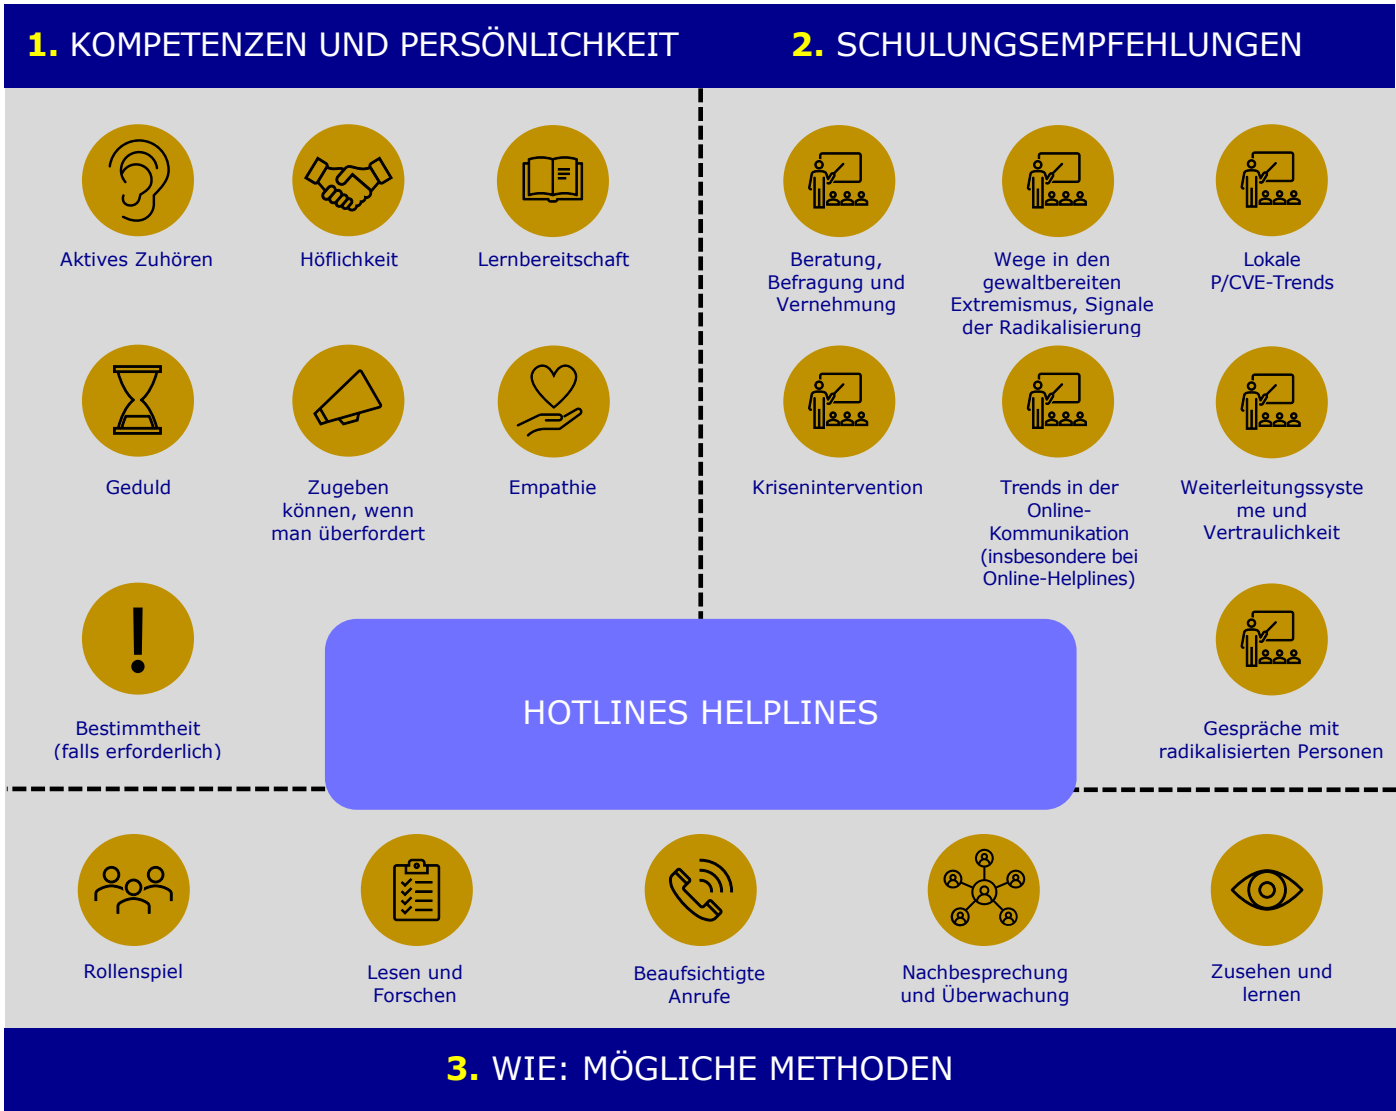 1. KOMPETENZEN UND PERSÖNLICHKEIT
2. SCHULUNGSEMPFEHLUNGEN
Aktives Zuhören
Höflichkeit
Lernbereitschaft
Geduld
Zugeben
können, wenn
man überfordert
Empathie
Bestimmtheit
(falls erforderlich)
Beratung,
Befragung und
Vernehmung
Wege in den
gewaltbereiten
Extremismus, Signale
der Radikalisierung
Lokale
P/CVE-Trends
Krisenintervention
Trends in der
Online-
Kommunikation
(insbesondere bei
Online-Helplines)
Weiterleitungssyste
me und
Vertraulichkeit
Gespräche mit
radikalisierten Personen
HOTLINES HELPLINES
Rollenspiel
Lesen und
Forschen
Beaufsichtigte
Anrufe
Nachbesprechung
und Überwachung
Zusehen und
lernen
3. WIE: MÖGLICHE METHODEN